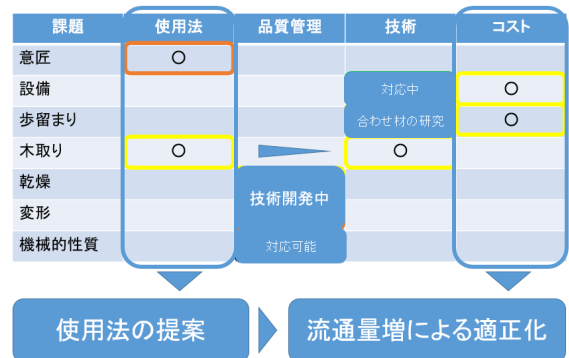 課題 使用法 品質管理 技術 コスト
意匠 〇
設備 対応中 〇
歩留まり 合わせ材の研究 〇
木取り 〇 〇
乾燥
技術開発中
変形
機械的性質 対応可能
使用法の提案 流通量増による適正化